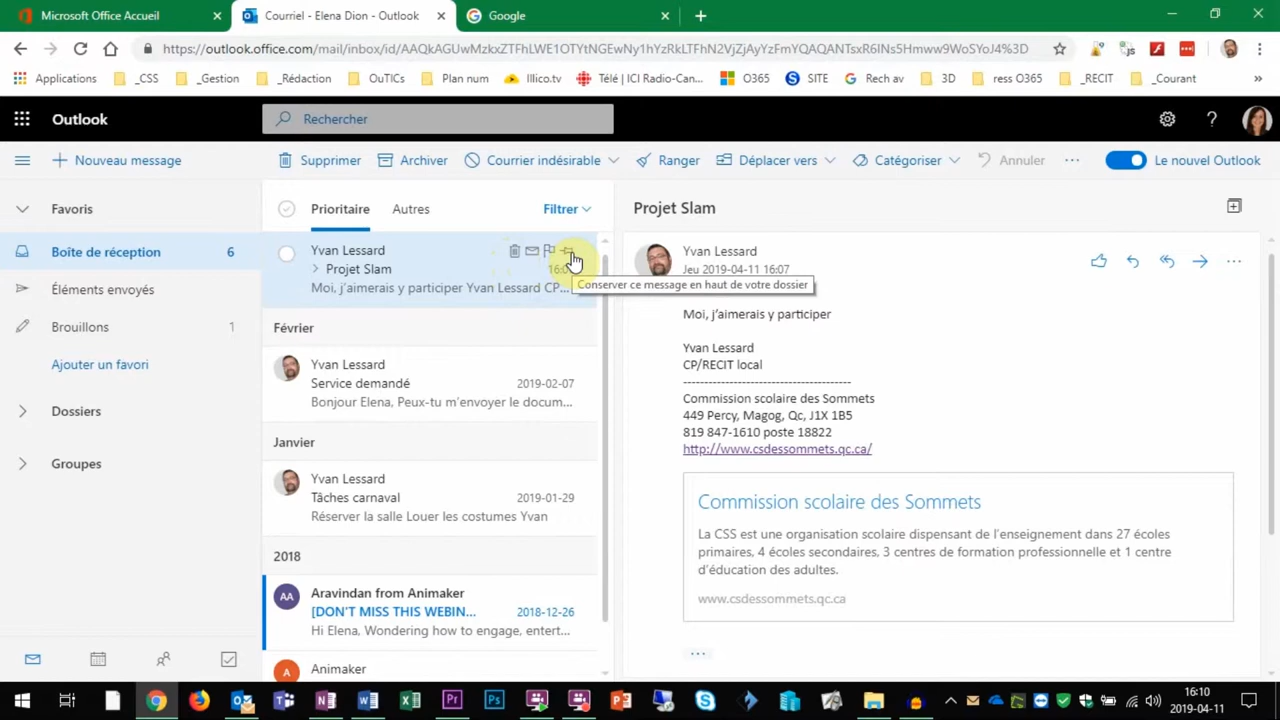 Microsoft Office Accueil
Courriel - Elena Dion - Outlook
Google
https://outlook.office.com/mail/inbox/id/AAQkAGUwMzkxZTFhLWE1OTYtNGEwNy1hYzRkLTFhN2VjZjAyYzFmYQAQANTsxR6INs5Hmww9WoSYoJ4%3D
Applications
_CSS
_Gestion
_Rédaction
OuTICs
Plan num
Illico.tv
Télé | ICI Radio-Can...
O365
SITE
Rech av
3D
ress O365
_RECIT
_Courant
»
Outlook
Rechercher
?
Nouveau message
Supprimer
Archiver
Courrier indésirable
Ranger
Déplacer vers
Catégoriser
Annuler
...
Le nouvel Outlook
Favoris
Boîte de réception 6
Éléments envoyés
Brouillons 1
Ajouter un favori
Dossiers
Groupes
Prioritaire
Autres
Filtrer
Yvan Lessard
Projet Slam
Moi, j'aimerais y participer Yvan Lessard CP...
Conserver ce message en haut de votre dossier
Février
Yvan Lessard
Service demandé 2019-02-07
Bonjour Elena, Peux-tu m'envoyer le docum...
Janvier
Yvan Lessard
Tâches carnaval 2019-01-29
Réserver la salle Louer les costumes Yvan
2018
AA
Aravindan from Animaker
[DON'T MISS THIS WEBIN... 2018-12-26
Hi Elena, Wondering how to engage, entert...
A
Animaker
Projet Slam
Yvan Lessard
Jeu 2019-04-11 16:07
Moi, j'aimerais y participer
Yvan Lessard
CP/RECIT local
----------------------------------------
Commission scolaire des Sommets
449 Percy, Magog, Qc, J1X 1B5
819 847-1610 poste 18822
http://www.csdessommets.qc.ca/
Commission scolaire des Sommets
La CSS est une organisation scolaire dispensant de l'enseignement dans 27 écoles
primaires, 4 écoles secondaires, 3 centres de formation professionnelle et 1 centre
d'éducation des adultes.
www.csdessommets.qc.ca
...
16:10
2019-04-11